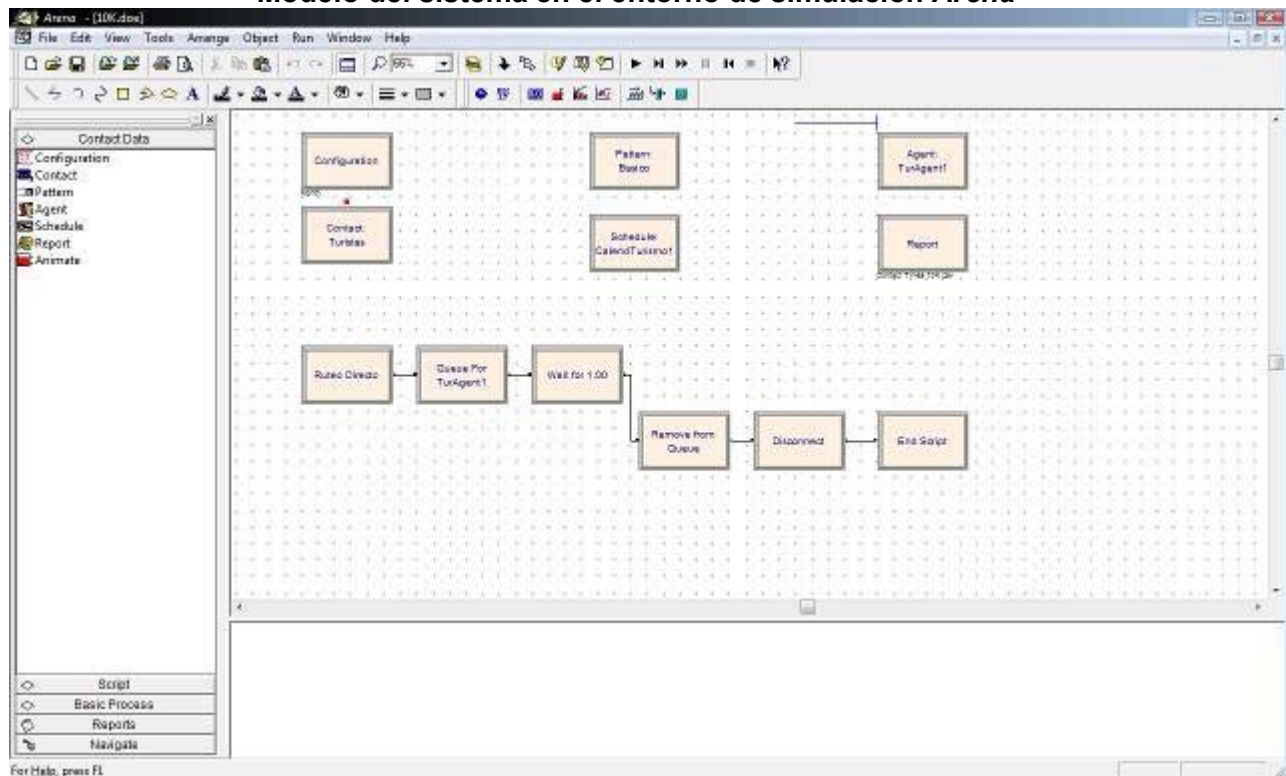 Modelo del sistema en el entorno de simulación Arena
Arena - [10K.doe]
File Edit View Tools Arrange Object Run Window Help
66%
Contact Data
Configuration
Contact
Pattern
Agent
Schedule
Report
Animate
Configuration
Pattern:
Basico
Agent:
TurAgent1
Contact:
Turistas
Schedule:
CalendTurismo1
Report
Ruteo Directo
Queue For
TurAgent1
Wait for 1.00
Remove from
Queue
Disconnect
End Script
Script
Basic Process
Reports
Navigate
For Help, press F1